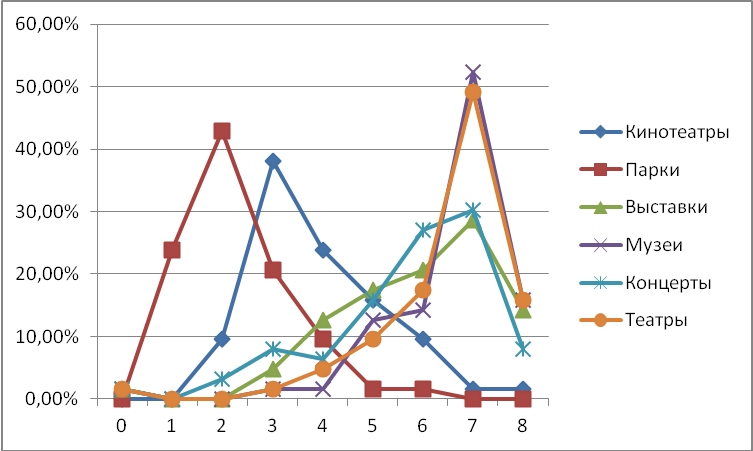 60,00%
50,00%
40,00%
30,00%
20,00%
10,00%
0,00%
0 1 2 3 4 5 6 7 8
Кинотеатры
Парки
Выставки
Музеи
Концерты
Театры